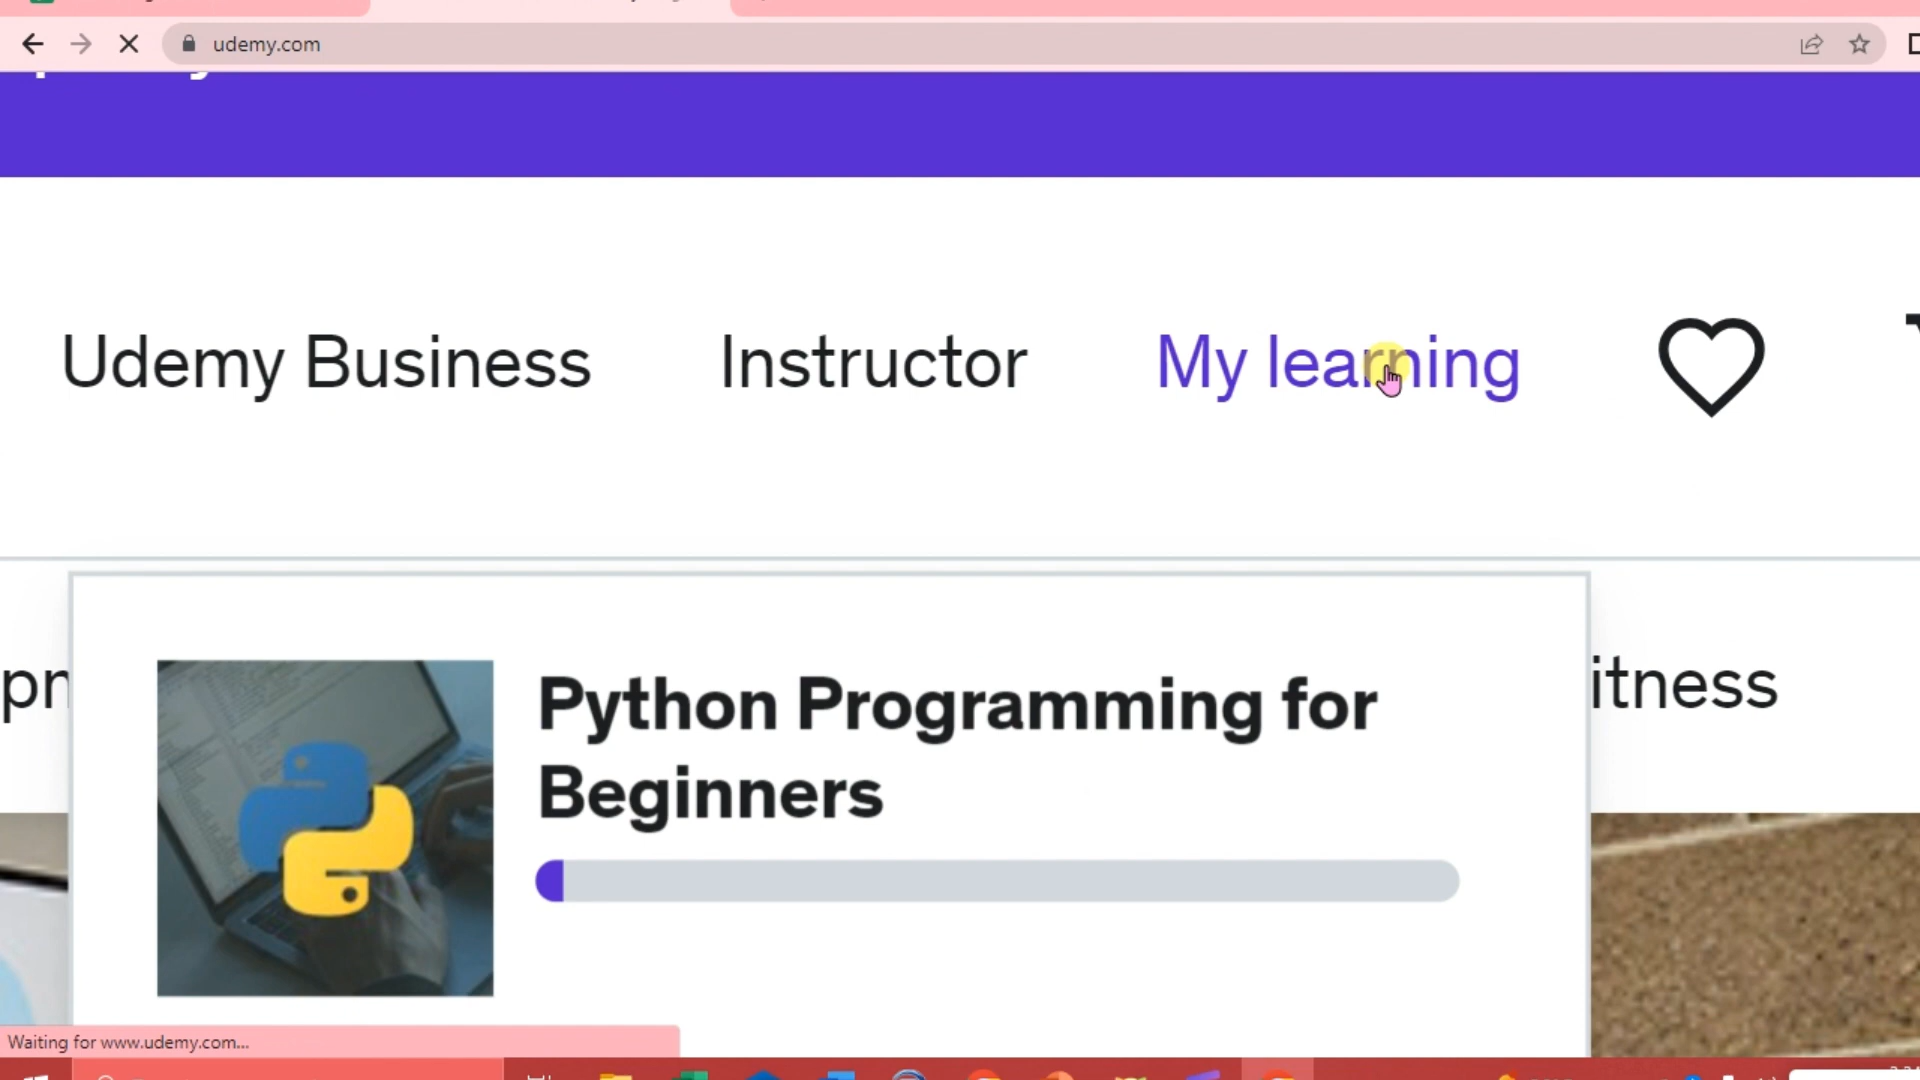 udemy.com
Udemy Business
Instructor
My learning
itness
Python Programming for
Beginners
Waiting for www.udemy.com...